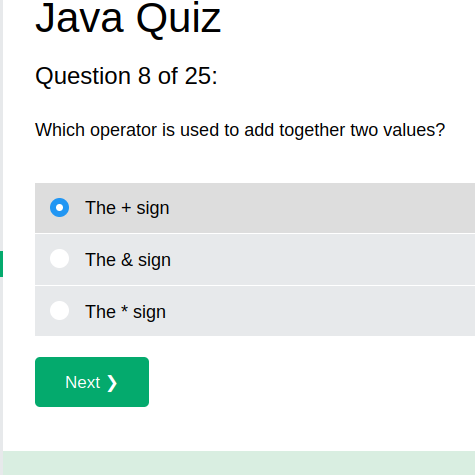 Java Quiz
Question 8 of 25:
Which operator is used to add together two values?
The + sign
The & sign
The * sign
Next ❯